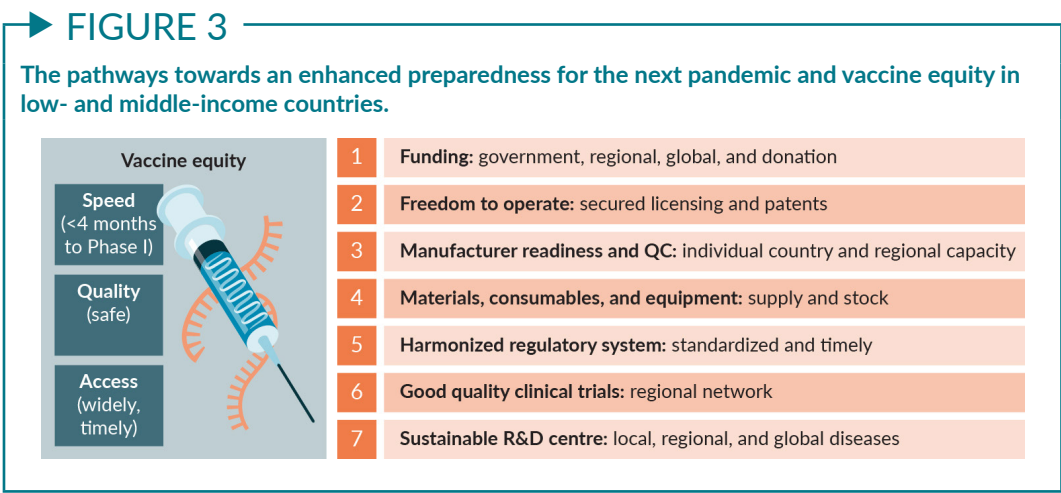 FIGURE 3
The pathways towards an enhanced preparedness for the next pandemic and vaccine equity in
low- and middle-income countries.
Vaccine equity
Speed
(<4 months
to Phase I)
Quality
(safe)
Access
(widely,
timely)
1 Funding: government, regional, global, and donation
2 Freedom to operate: secured licensing and patents
3 Manufacturer readiness and QC: individual country and regional capacity
4 Materials, consumables, and equipment: supply and stock
5 Harmonized regulatory system: standardized and timely
6 Good quality clinical trials: regional network
7 Sustainable R&D centre: local, regional, and global diseases